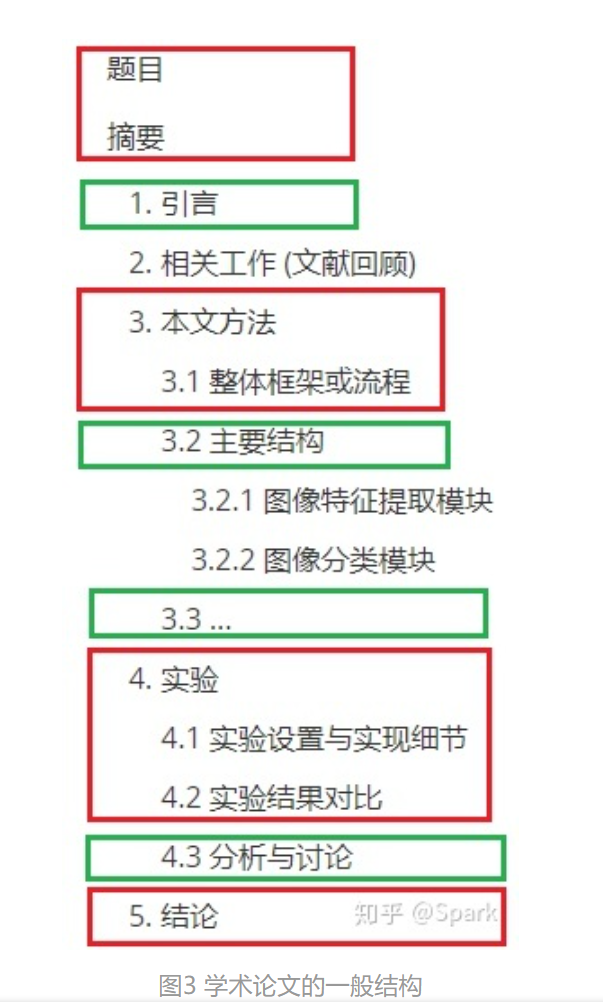 题目
摘要
1. 引言
2. 相关工作 (文献回顾)
3. 本文方法
3.1 整体框架或流程
3.2 主要结构
3.2.1 图像特征提取模块
3.2.2 图像分类模块
3.3 ...
4. 实验
4.1 实验设置与实现细节
4.2 实验结果对比
4.3 分析与讨论
5. 结论
知乎 @Spark
图3 学术论文的一般结构